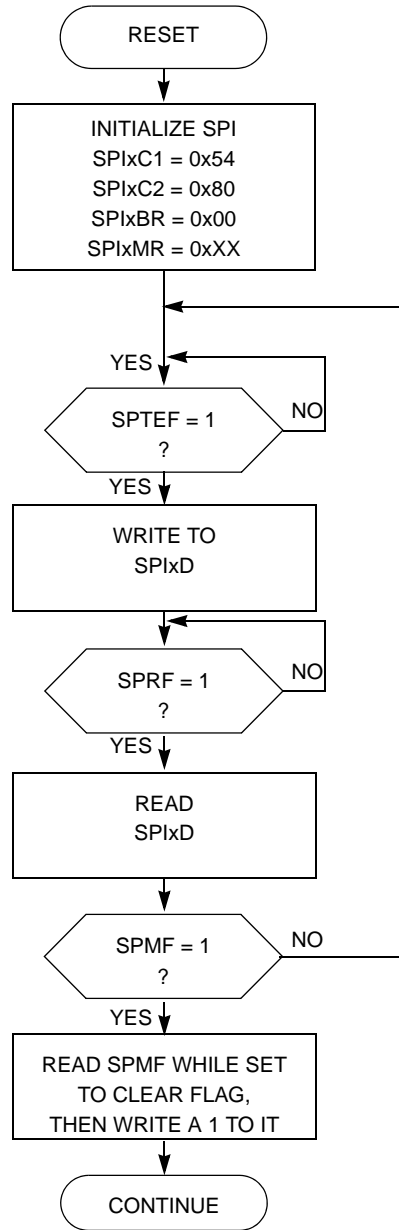 RESET
INITIALIZE SPI
SPIxC1 = 0x54
SPIxC2 = 0x80
SPIxBR = 0x00
SPIxMR = 0xXX
YES
SPTEF = 1
?
NO
YES
WRITE TO
SPIxD
SPRF = 1
?
NO
YES
READ
SPIxD
SPMF = 1
?
NO
YES
READ SPMF WHILE SET
TO CLEAR FLAG,
THEN WRITE A 1 TO IT
CONTINUE